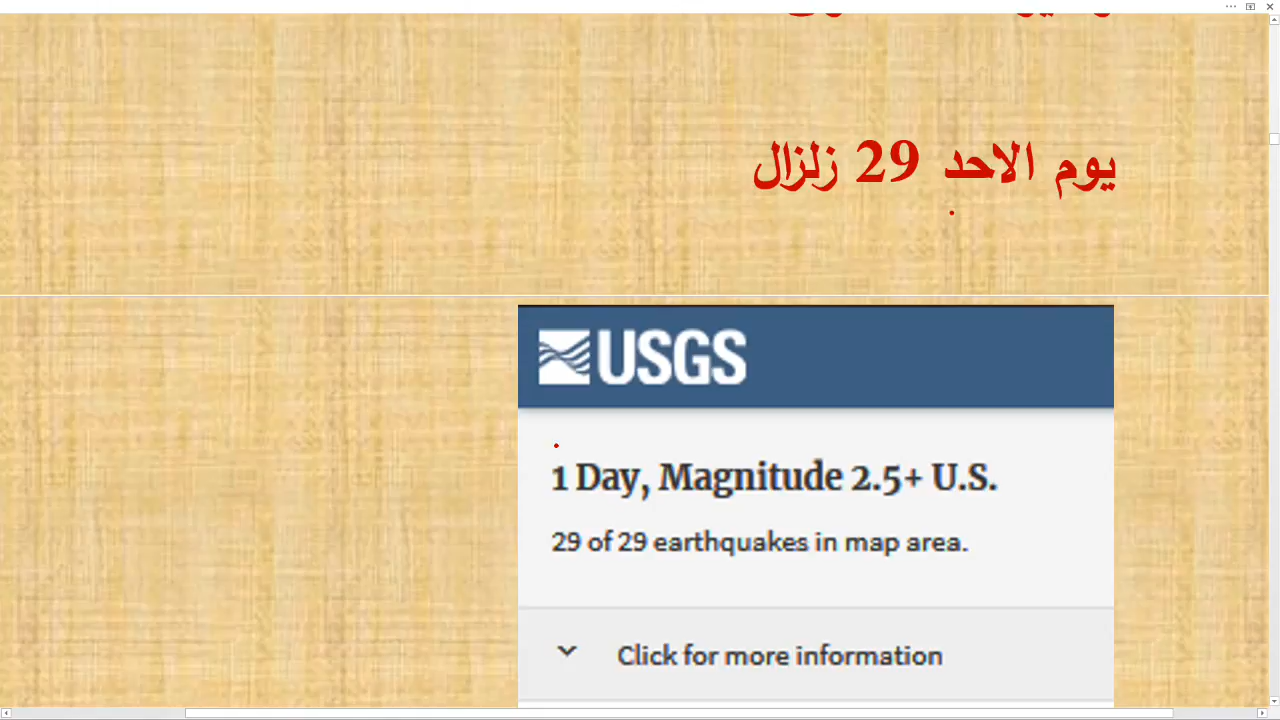 يوم الاحد 29 زلزال
USGS
1 Day, Magnitude 2.5+ U.S.
29 of 29 earthquakes in map area.
Click for more information